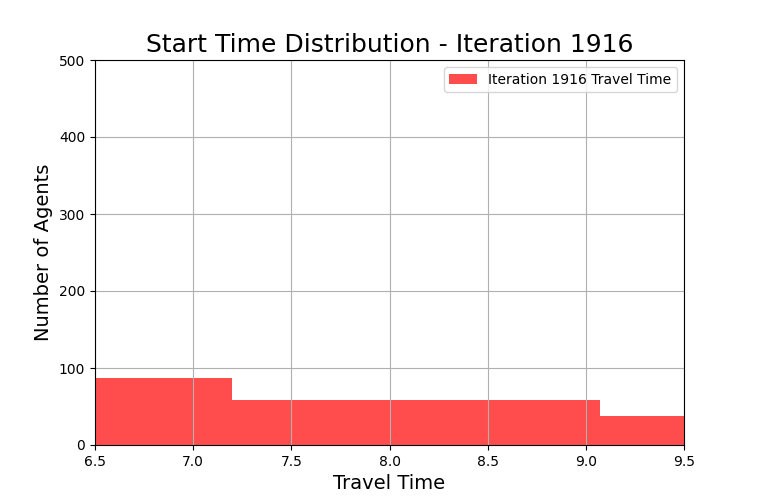 Start Time Distribution - Iteration 1916
Iteration 1916 Travel Time
Number of Agents
500
400
300
200
100
0
6.5 7.0 7.5 8.0 8.5 9.0 9.5
Travel Time